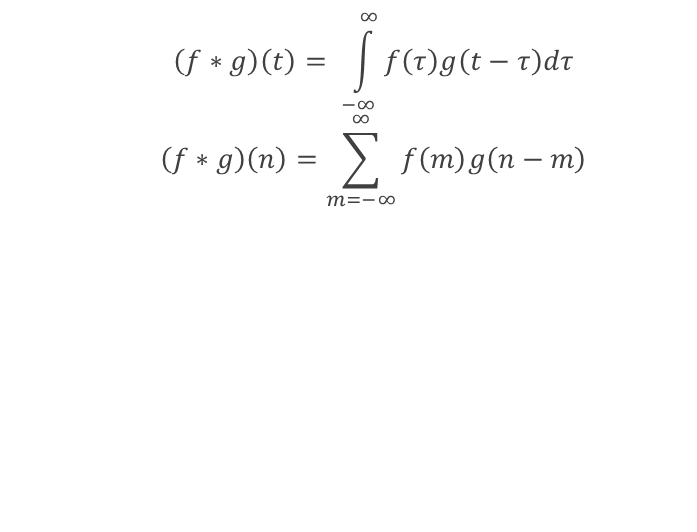 (f ∗ g)(t) = ∫_{−∞}^{∞} f(τ)g(t − τ)dτ
(f ∗ g)(n) = ∑_{m=−∞}^{∞} f(m)g(n − m)